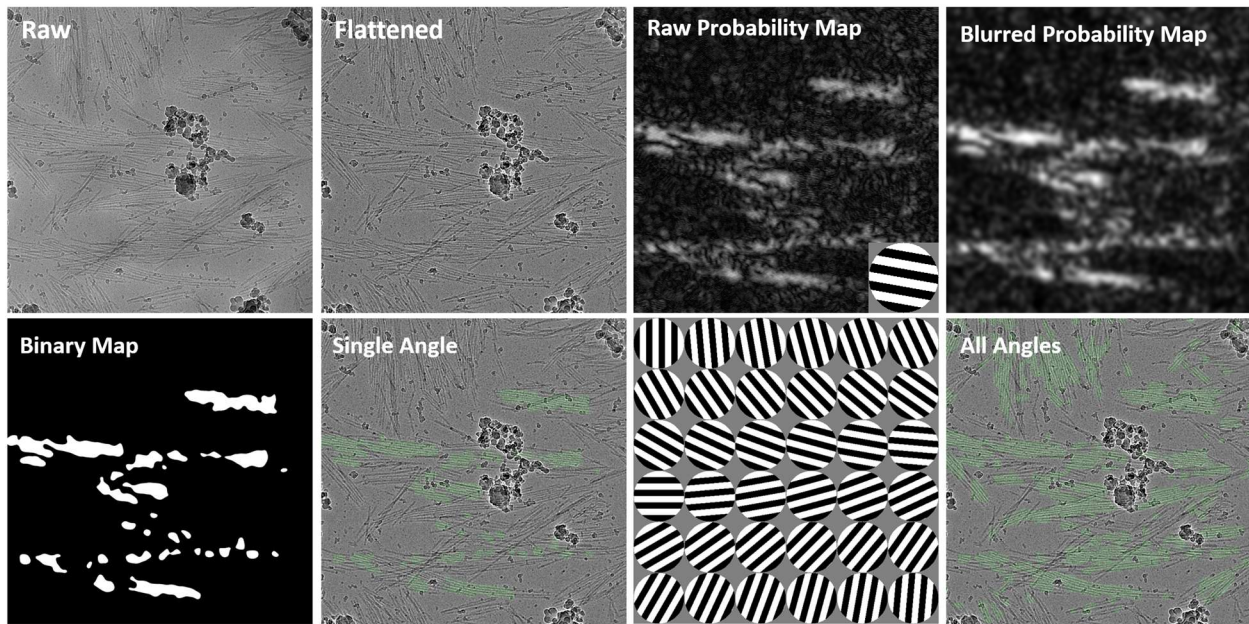 Raw
Flattened
Raw Probability Map
Blurred Probability Map
Binary Map
Single Angle
All Angles